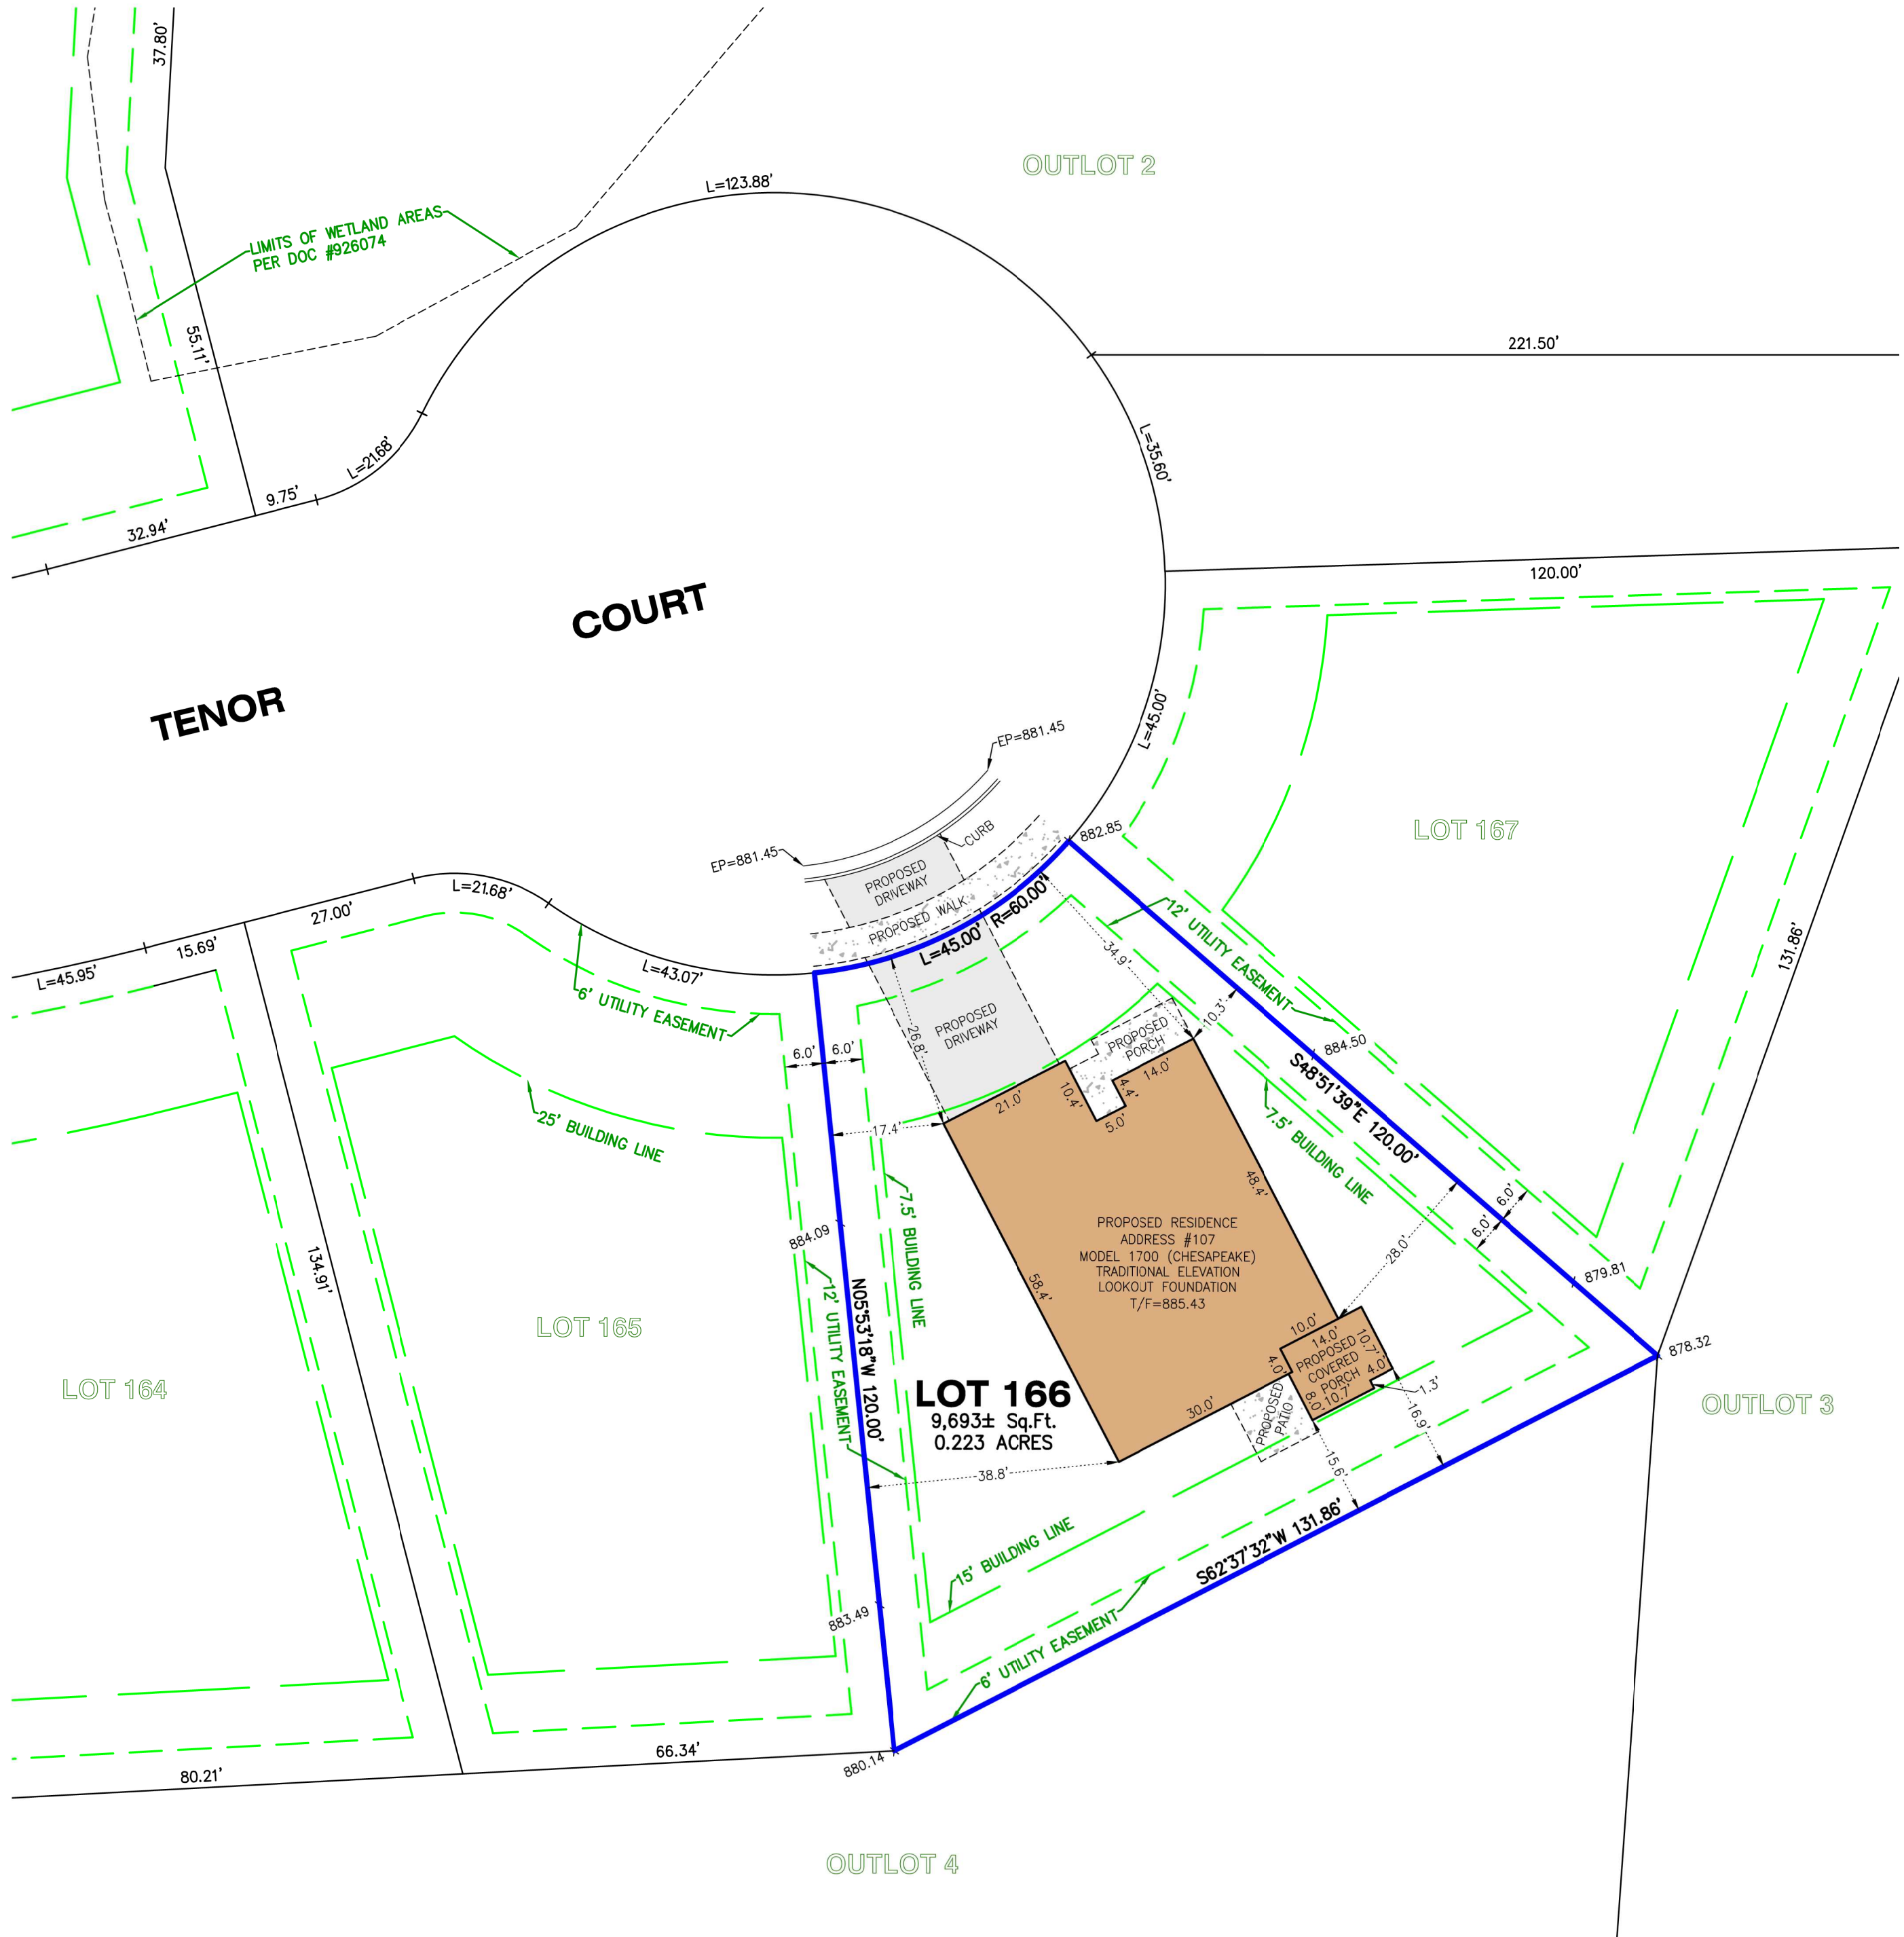 37.80'
OUTLOT 2
L=123.88'
LIMITS OF WETLAND AREAS
PER DOC #926074
55.11'
221.50'
L=35.60'
L=21.68'
9.75'
32.94'
120.00'
COURT
TENOR
L=45.00'
EP=881.45
CURB
882.85
EP=881.45
LOT 167
PROPOSED
DRIVEWAY
L=21.68'
27.00'
15.69'
L=45.95'
PROPOSED WALK
L=45.00' R=60.00'
12' UTILITY EASEMENT
131.86'
L=43.07'
6' UTILITY EASEMENT
34.9'
PROPOSED
DRIVEWAY
26.8'
6.0'
6.0'
10.3'
PROPOSED
PORCH
884.50
S48°51'39"E 120.00'
14.0'
4.4'
10.4'
21.0'
5.0'
17.4'
25' BUILDING LINE
7.5' BUILDING LINE
7.5' BUILDING LINE
48.4'
6.0'
6.0'
884.09
PROPOSED RESIDENCE
ADDRESS #107
MODEL 1700 (CHESAPEAKE)
TRADITIONAL ELEVATION
LOOKOUT FOUNDATION
T/F=885.43
28.0'
879.81
134.91'
58.4'
N05°53'18"W 120.00'
12' UTILITY EASEMENT
LOT 165
10.0'
14.0'
10.7'
878.32
4.0'
PROPOSED
COVERED
PORCH
4.0'
8.0'
10.7'
1.3'
LOT 164
LOT 166
9,693± Sq.Ft.
0.223 ACRES
30.0'
PROPOSED
PATIO
16.9'
OUTLOT 3
38.8'
15.6'
15' BUILDING LINE
S62°37'32"W 131.86'
883.49
6' UTILITY EASEMENT
66.34'
880.14
80.21'
OUTLOT 4